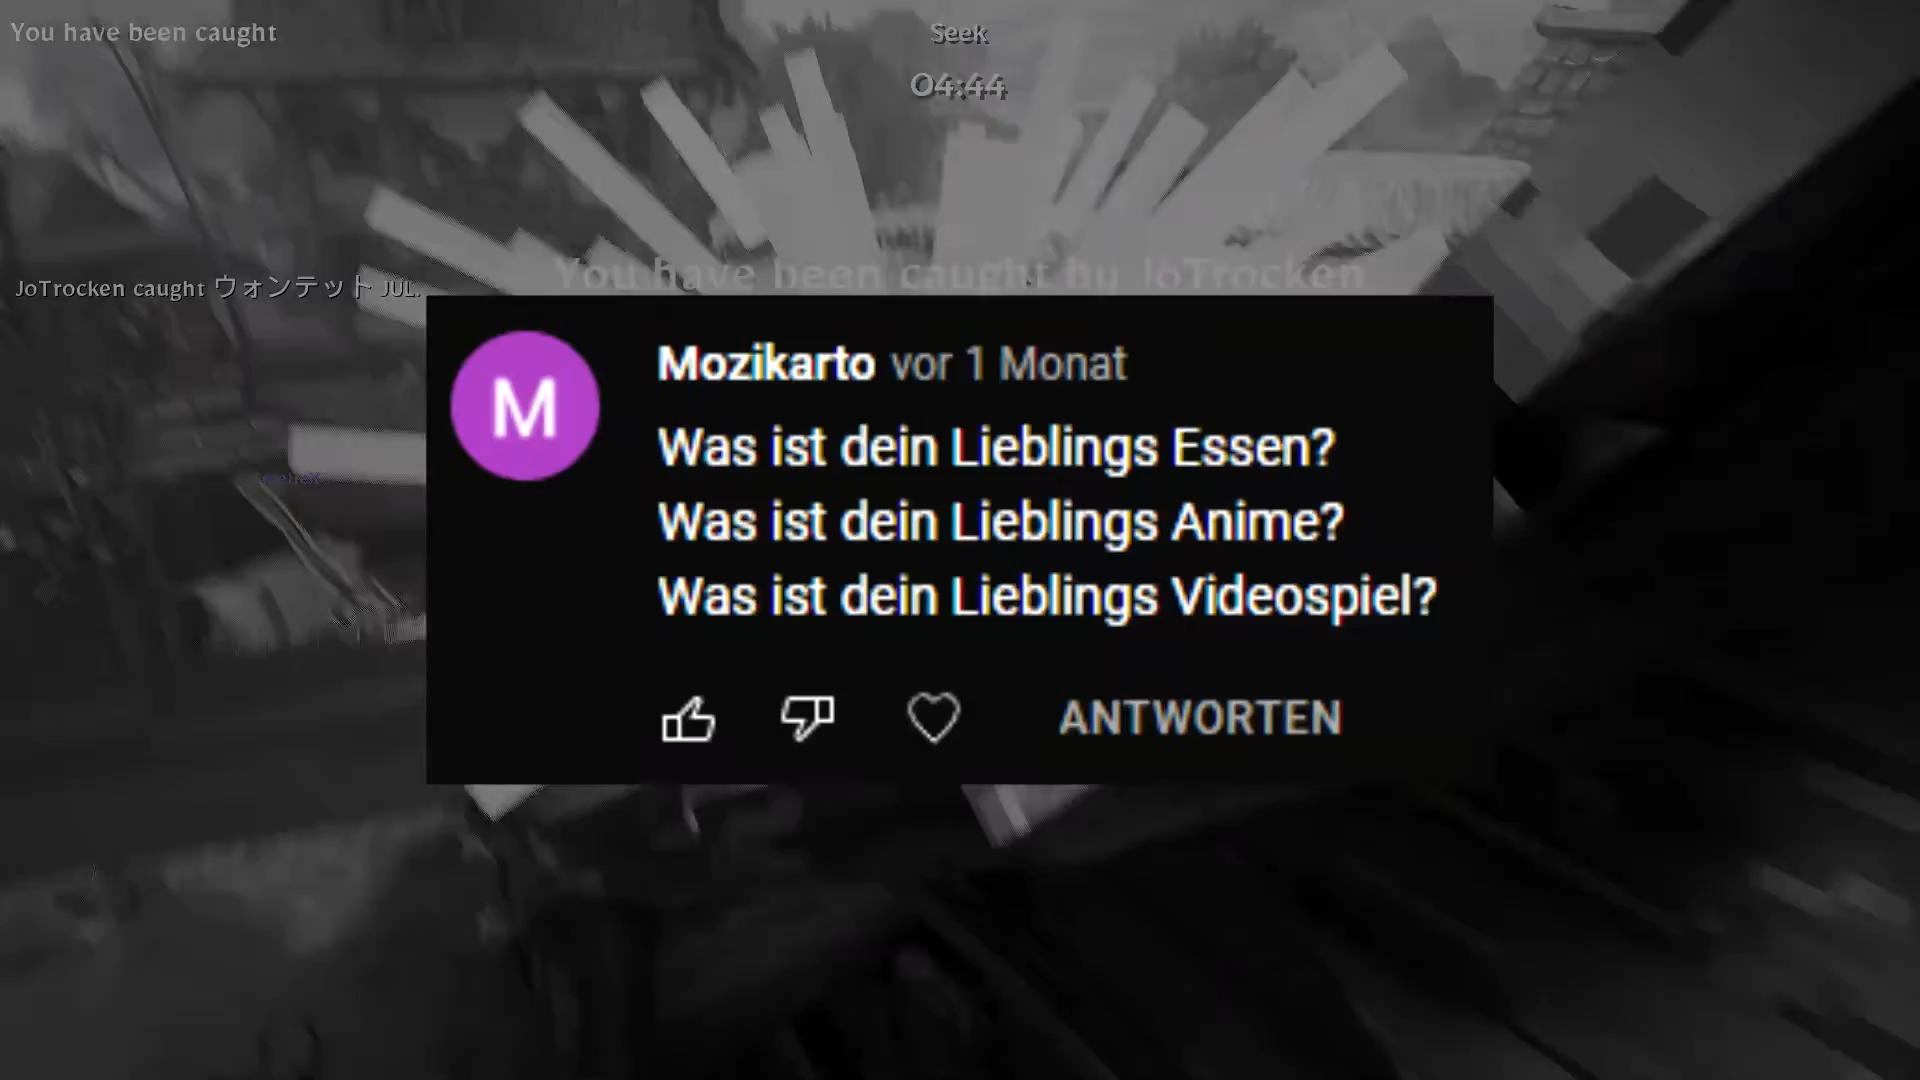 You have been caught
Seek
04:44
You have been caught by JoTrocken
JoTrocken caught ウォンテット JUL.
M
Mozikarto vor 1 Monat
Was ist dein Lieblings Essen?
Was ist dein Lieblings Anime?
Was ist dein Lieblings Videospiel?
ANTWORTEN